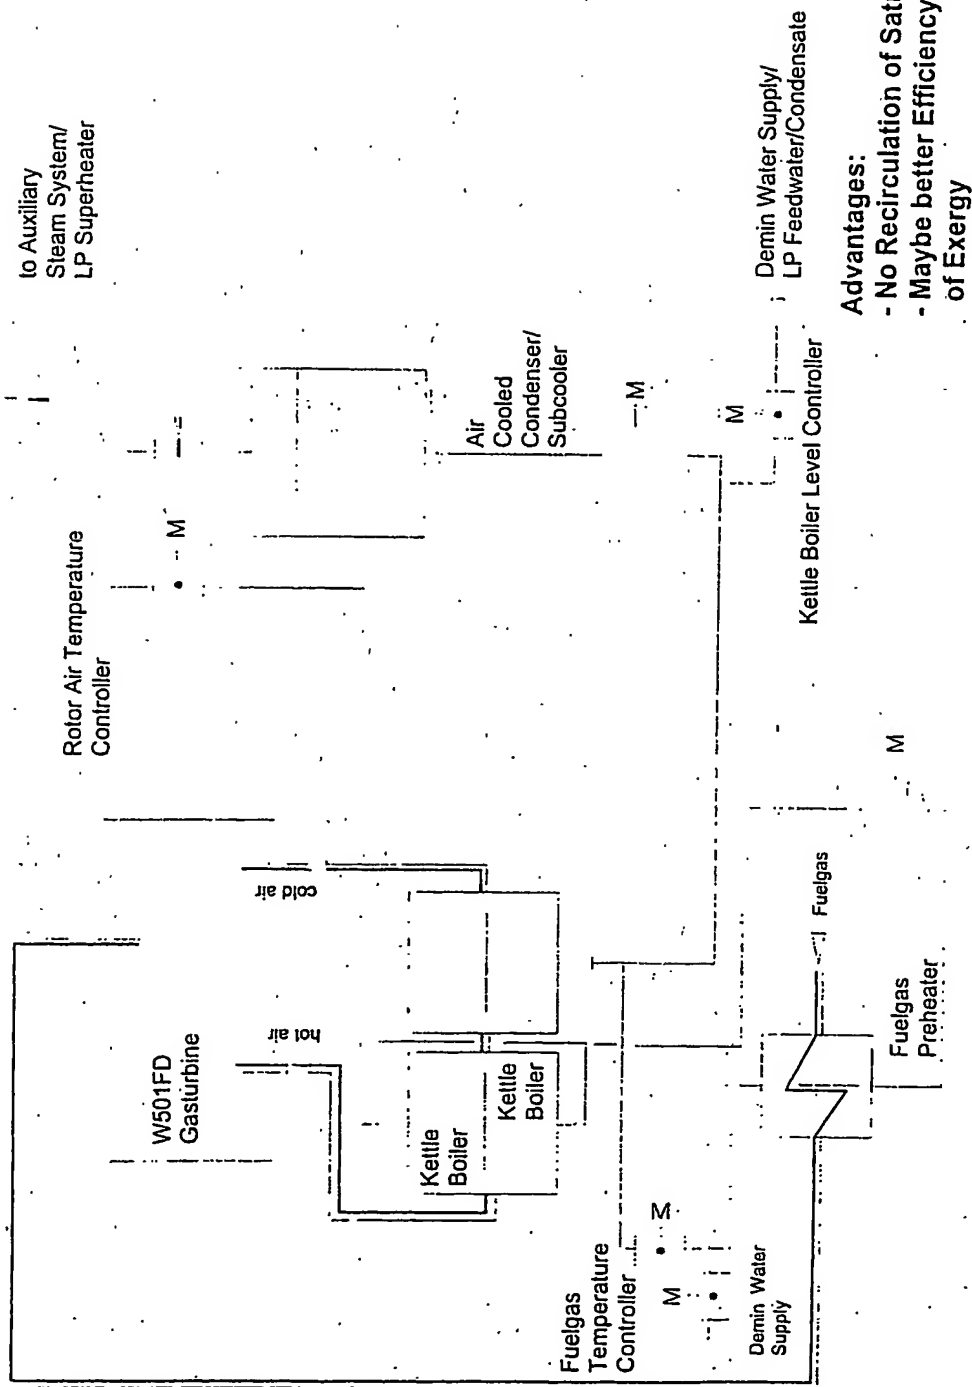 to Auxiliary
Steam System/
LP Superheater
Rotor Air Temperature
Controller
M
W501FD
Gasturbine
hot air
cold air
Air
Cooled
Condenser/
Subcooler
M
Kettle
Boiler
Kettle
Boiler
M
Demin Water Supply/
LP Feedwater/Condensate
Kettle Boiler Level Controller
Fuelgas
Temperature
Controller
M
M
Demin Water
Supply
Fuelgas
Fuelgas
Preheater
M
Advantages:
- No Recirculation of
- Maybe better Efficiency
of Exergy